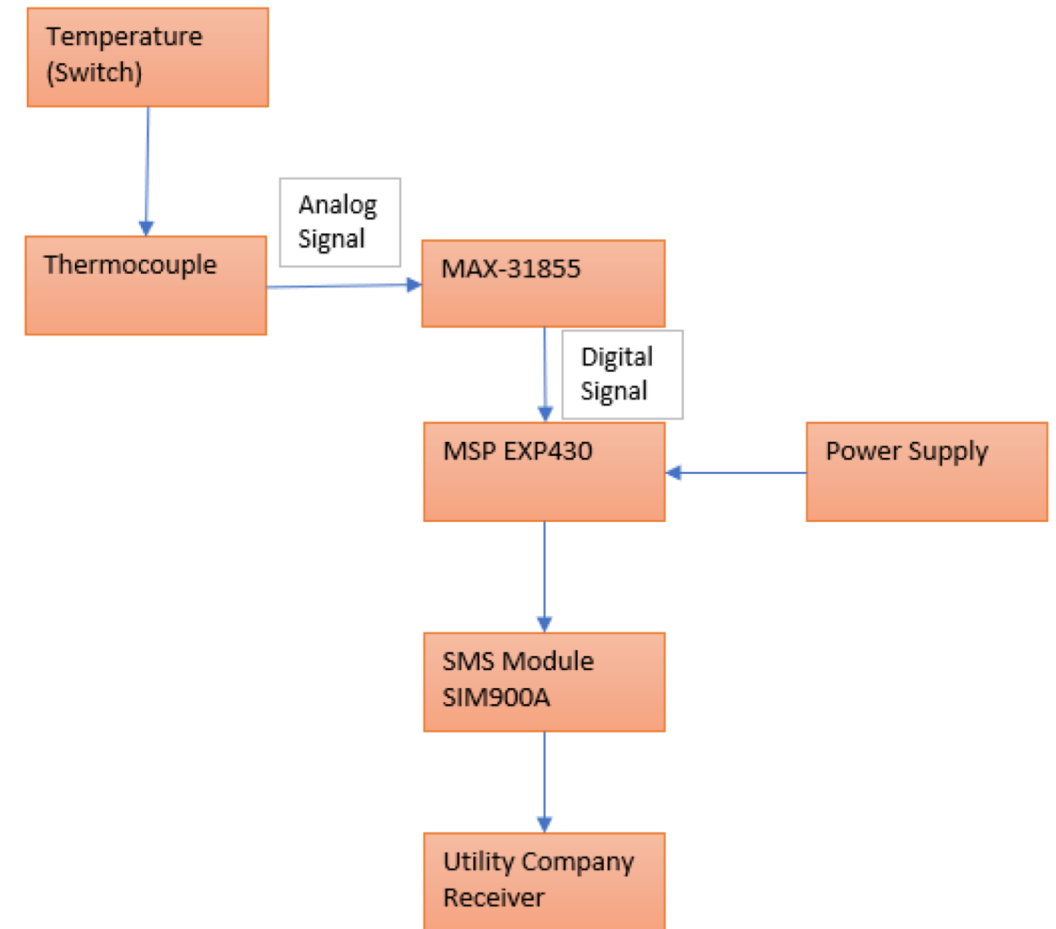 Temperature
(Switch)
Analog
Signal
Thermocouple
MAX-31855
Digital
Signal
MSP EXP430
Power Supply
SMS Module
SIM900A
Utility Company
Receiver